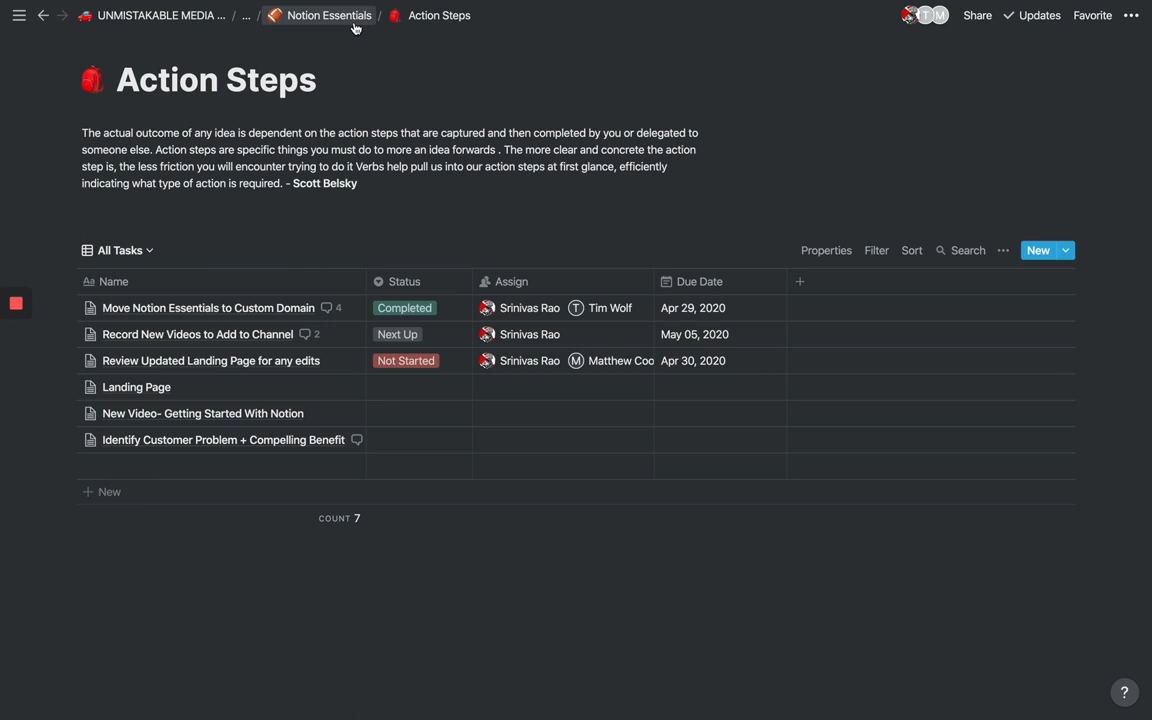 UNMISTAKABLE MEDIA ... / ... / Notion Essentials / Action Steps
T M Share Updates Favorite
Action Steps
The actual outcome of any idea is dependent on the action steps that are captured and then completed by you or delegated to
someone else. Action steps are specific things you must do to more an idea forwards . The more clear and concrete the action
step is, the less friction you will encounter trying to do it Verbs help pull us into our action steps at first glance, efficiently
indicating what type of action is required. - Scott Belsky
All Tasks Properties Filter Sort Search ... New
Aa Name Status Assign Due Date +
Move Notion Essentials to Custom Domain 4 Completed Srinivas Rao T Tim Wolf Apr 29, 2020
Record New Videos to Add to Channel 2 Next Up Srinivas Rao May 05, 2020
Review Updated Landing Page for any edits Not Started Srinivas Rao M Matthew Coo Apr 30, 2020
Landing Page
New Video- Getting Started With Notion
Identify Customer Problem + Compelling Benefit
+ New
COUNT 7
?